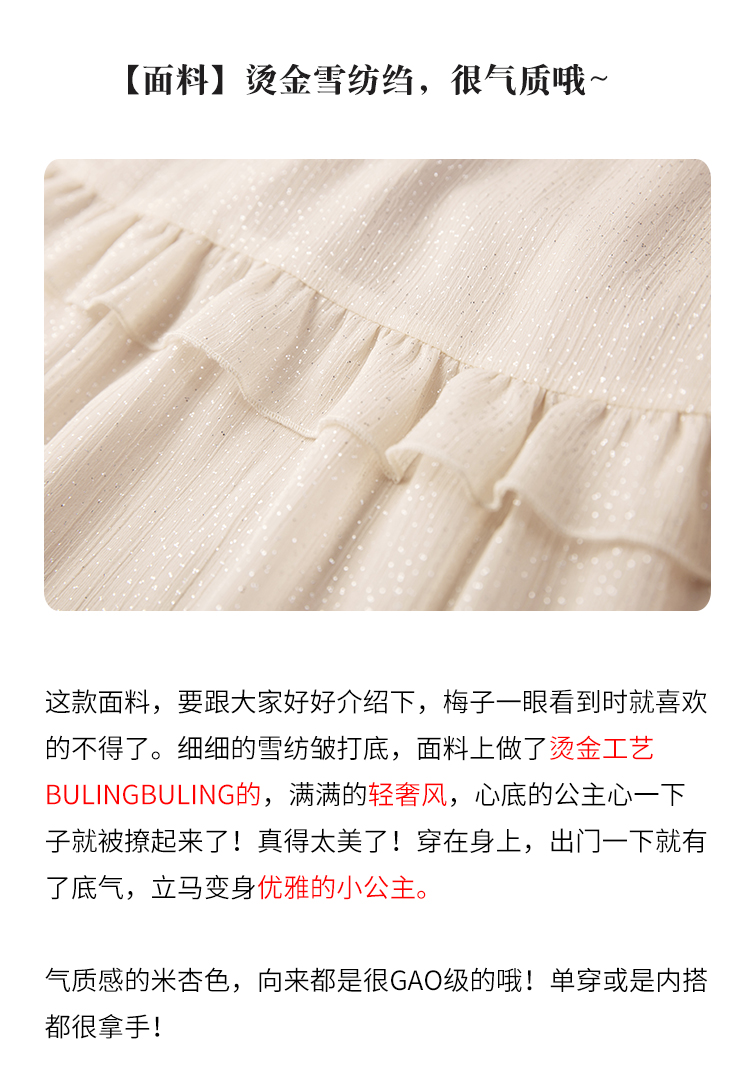 【面料】烫金雪纺绉，很气质哦~
这款面料，要跟大家好好介绍下，梅子一眼看到时就喜欢
的不得了。细细的雪纺皱打底，面料上做了烫金工艺
BULINGBULING的，满满的轻奢风，心底的公主心一下
子就被撩起来了！真得太美了！穿在身上，出门一下就有
了底气，立马变身优雅的小公主。
气质感的米杏色，向来都是很GAO级的哦！单穿或是内搭
都很拿手！